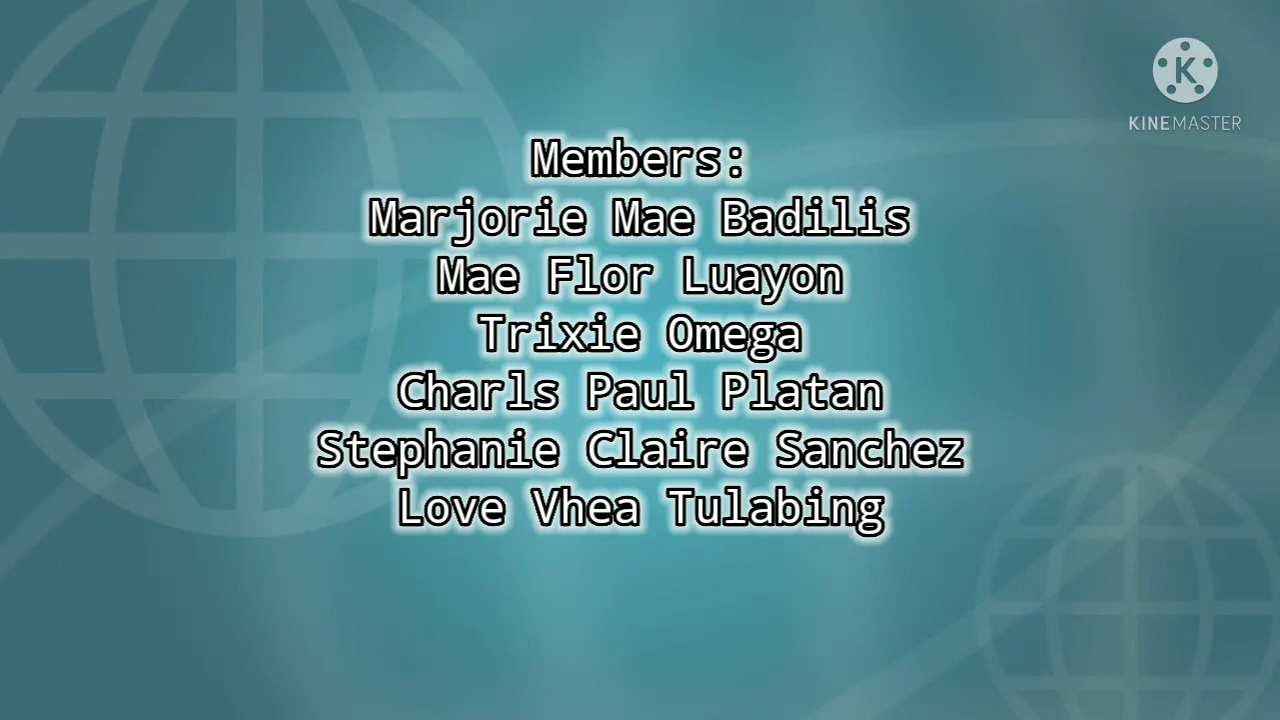 K
KINEMASTER
Members:
Marjorie Mae Badilis
Mae Flor Luayon
Trixie Omega
Charls Paul Platan
Stephanie Claire Sanchez
Love Vhea Tulabing